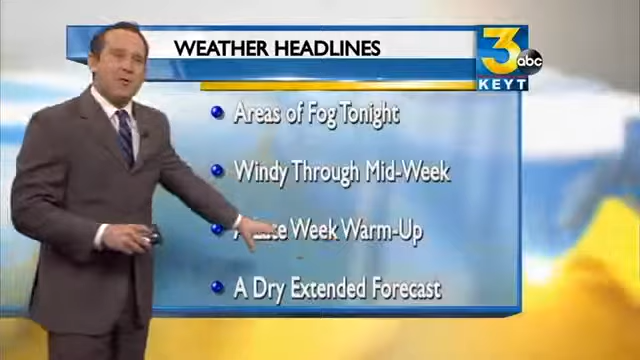 WEATHER HEADLINES
3
abc
KEYT
Areas of Fog Tonight
Windy Through Mid-Week
A Late Week Warm-Up
A Dry Extended Forecast